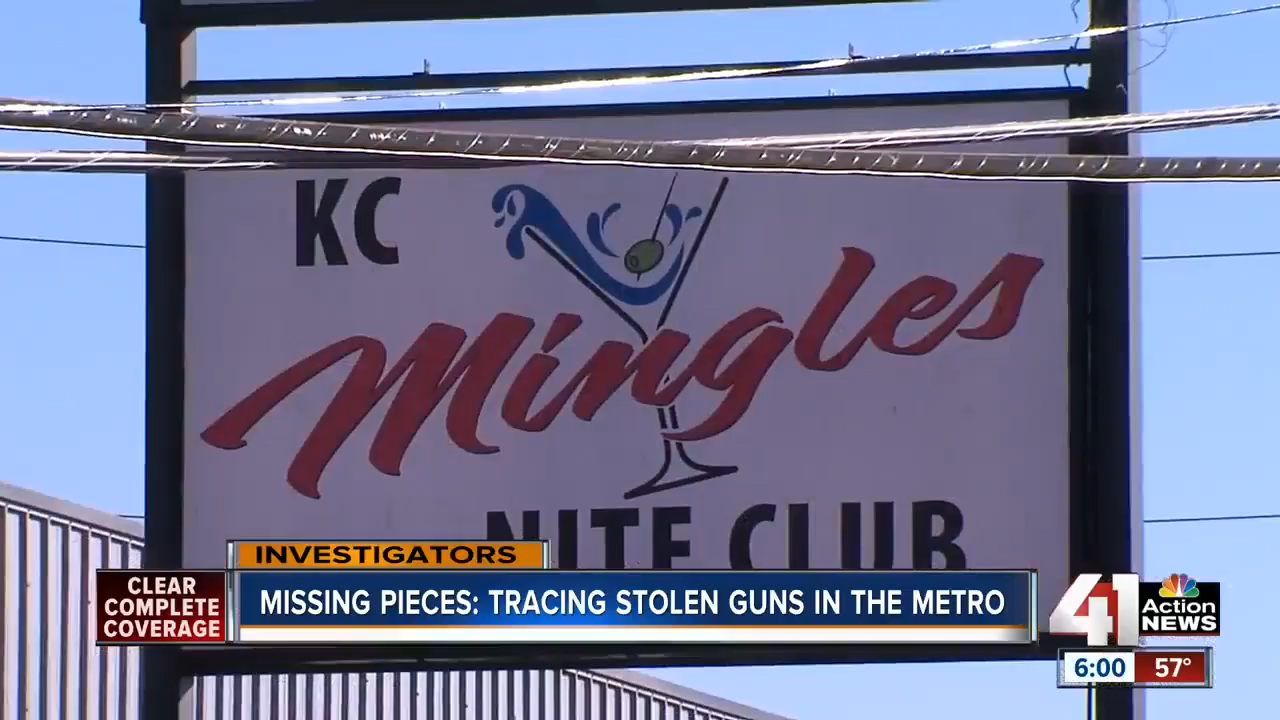 KC
Mingles
NITE CLUB
INVESTIGATORS
CLEAR
COMPLETE
COVERAGE
MISSING PIECES: TRACING STOLEN GUNS IN THE METRO
41
Action
NEWS
6:00 57°